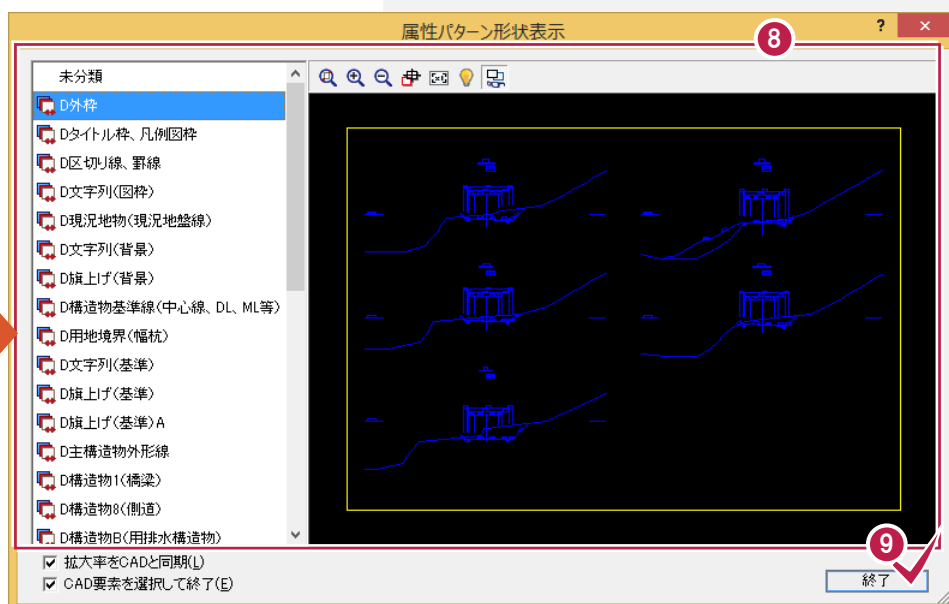 属性パターン形状表示
?
×
8
未分類
D外枠
Dタイトル枠、凡例図枠
D区切り線、罫線
D文字列(図枠)
D現況地物(現況地盤線)
D文字列(背景)
D旗上げ(背景)
D構造物基準線(中心線、DL、ML等)
D用地境界(幅杭)
D文字列(基準)
D旗上げ(基準)
D旗上げ(基準)A
D主構造物外形線
D構造物1(橋梁)
D構造物8(側道)
D構造物B(用排水構造物)
拡大率をCADと同期(L)
CAD要素を選択して終了(E)
9
終了